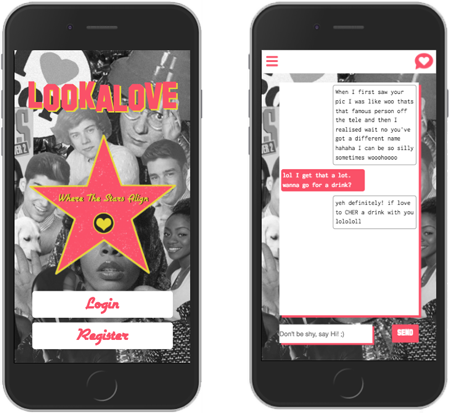 LOOKALOVE
Where The Stars Align
Login
Register
When I first saw your
pic I was like woo thats
that famous person off
the tele and then I
realised wait no you've
got a different name
hahaha I can be so silly
sometimes wooohoooo
lol I get that a lot.
wanna go for a drink?
yeh definitely! if love
to CHER a drink with you
lolololl
Don't be shy, say Hi! ;)
SEND